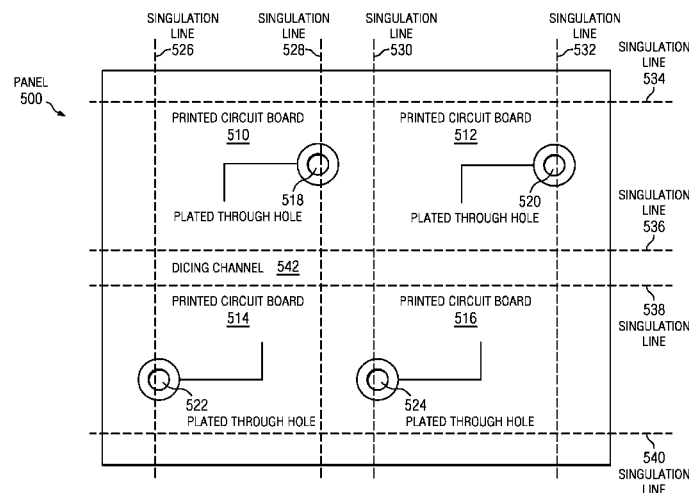 SINGULATION
LINE
526
SINGULATION
LINE
528
SINGULATION
LINE
530
SINGULATION
LINE
532
SINGULATION
LINE
534
PANEL
500
PRINTED CIRCUIT BOARD
510
PRINTED CIRCUIT BOARD
512
518
520
PLATED THROUGH HOLE
PLATED THROUGH HOLE
SINGULATION
LINE
536
DICING CHANNEL 542
PRINTED CIRCUIT BOARD
514
PRINTED CIRCUIT BOARD
516
538
SINGULATION
LINE
522
524
PLATED THROUGH HOLE
PLATED THROUGH HOLE
540
SINGULATION
LINE